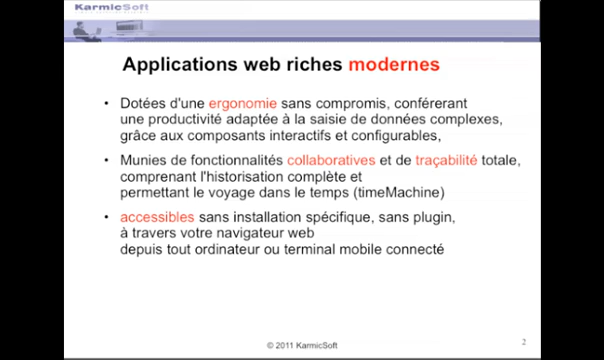 KarmicSoft
Applications web riches modernes
• Dotées d'une ergonomie sans compromis, conférerant
une productivité adaptée à la saisie de données complexes,
grâce aux composants interactifs et configurables,
• Munies de fonctionnalités collaboratives et de traçabilité totale,
comprenant l'historisation complète et
permettant le voyage dans le temps (timeMachine)
• accessibles sans installation spécifique, sans plugin,
à travers votre navigateur web
depuis tout ordinateur ou terminal mobile connecté
© 2011 KarmicSoft
2